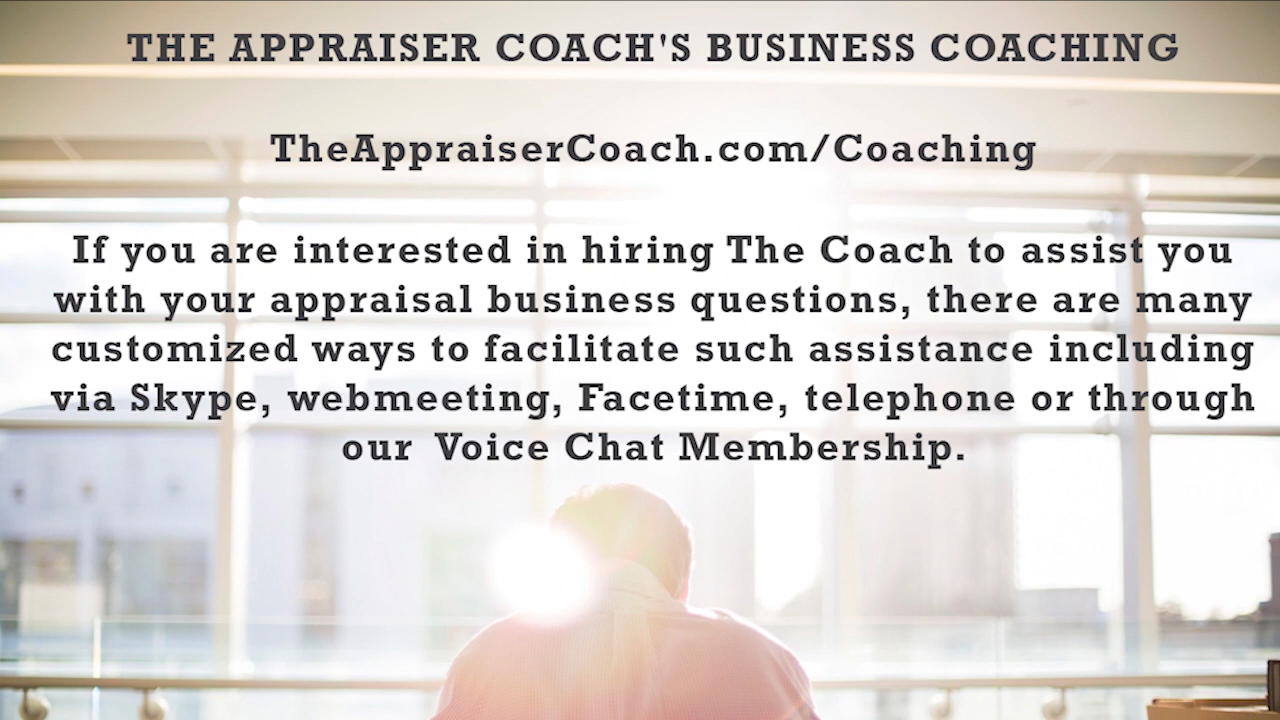 THE APPRAISER COACH'S BUSINESS COACHING
TheAppraiserCoach.com/Coaching
If you are interested in hiring The Coach to assist you
with your appraisal business questions, there are many
customized ways to facilitate such assistance including
via Skype, webmeeting, Facetime, telephone or through
our  Voice Chat Membership.